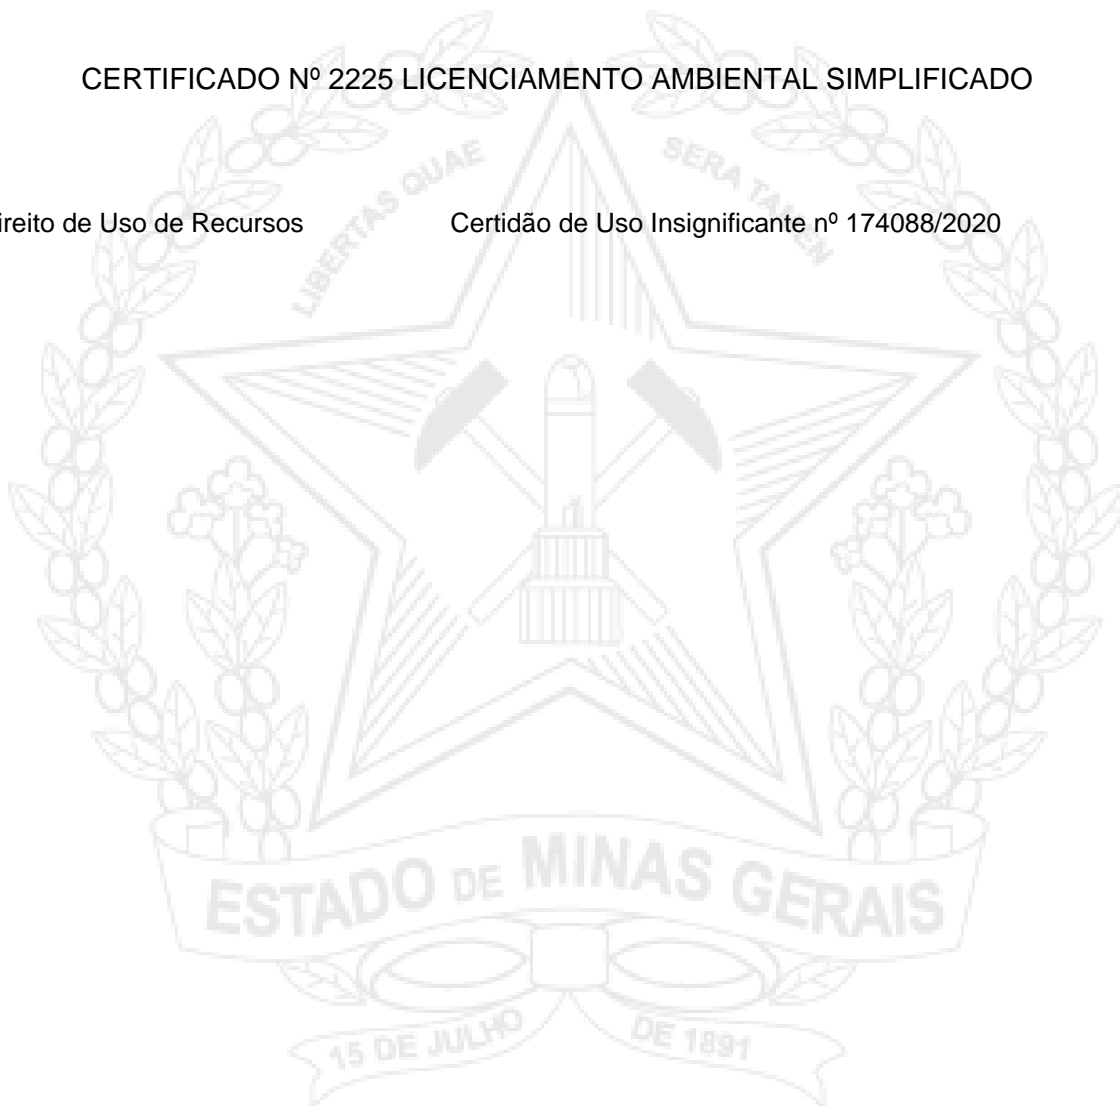 CERTIFICADO Nº 2225 LICENCIAMENTO AMBIENTAL SIMPLIFICADO
LIBERTAS QUAE SERA TAMEN
ireito de Uso de Recursos Certidão de Uso Insignificante nº 174088/2020
ESTADO DE MINAS GERAIS
15 DE JULHO DE 1891